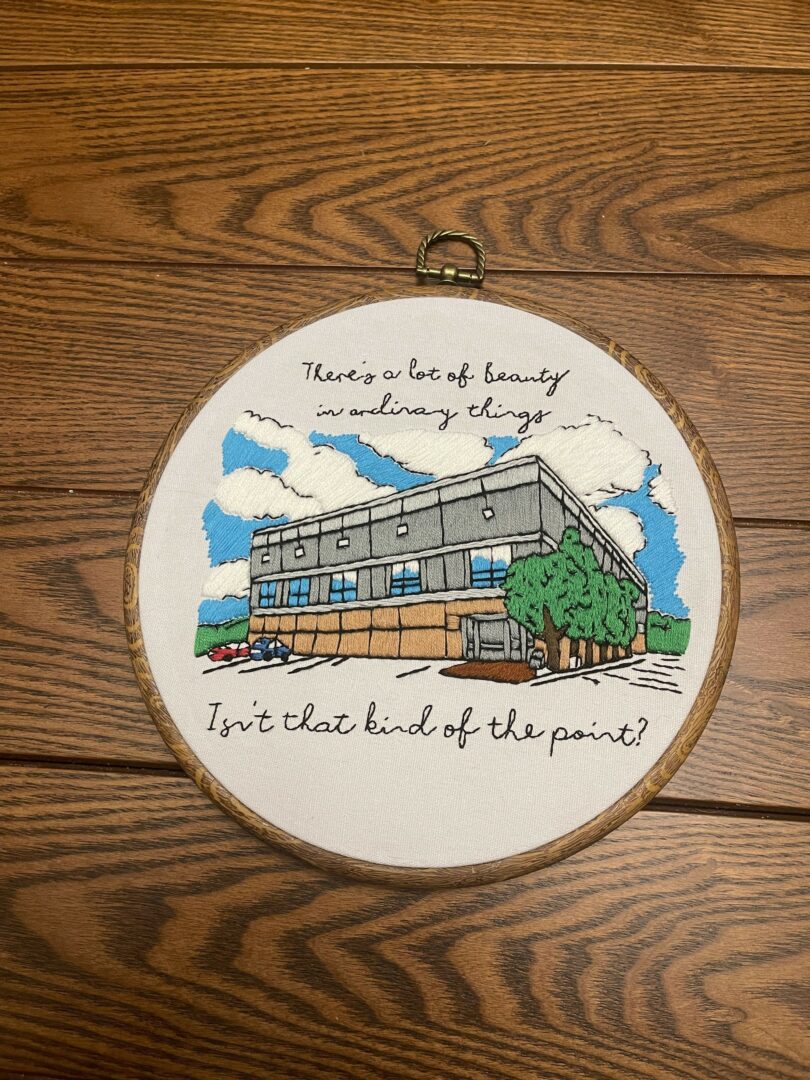 There's a lot of beauty
in ordinary things
Isn't that kind of the point?